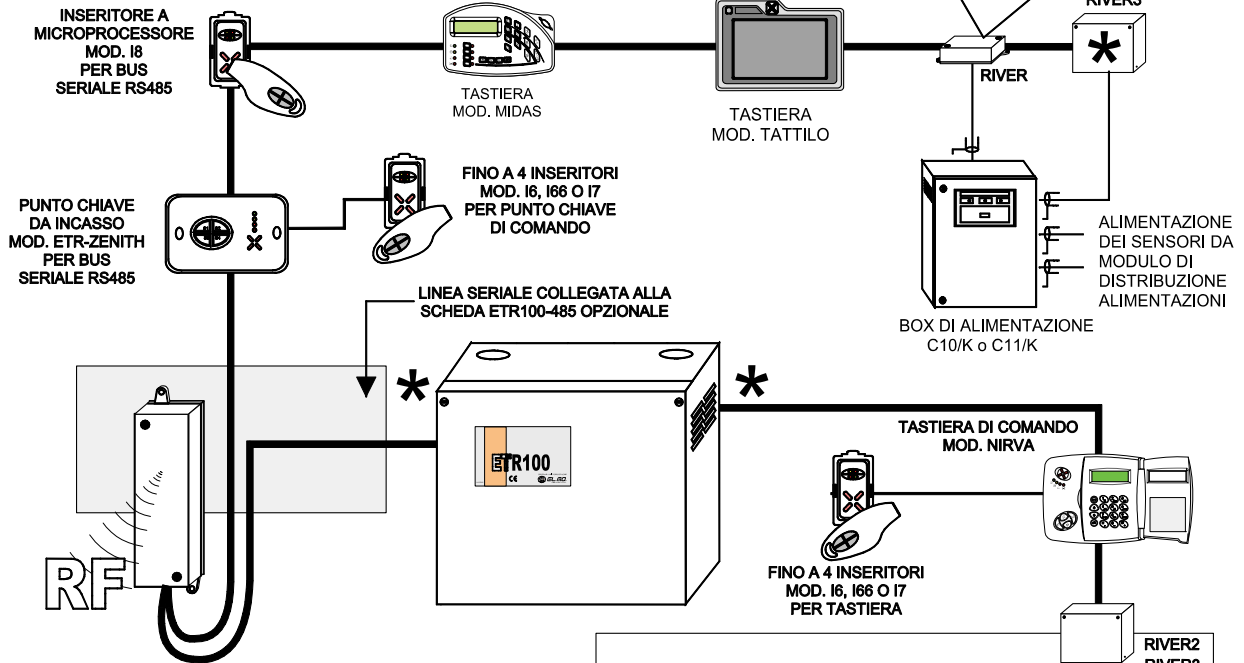 INSERITORE A
MICROPROCESSORE
MOD. I8
PER BUS
SERIALE RS485
TASTIERA
MOD. MIDAS
TASTIERA
MOD. TATTILO
RIVER
RIVER3
*
PUNTO CHIAVE
DA INCASSO
MOD. ETR-ZENITH
PER BUS
SERIALE RS485
FINO A 4 INSERITORI
MOD. I6, I66 O I7
PER PUNTO CHIAVE
DI COMANDO
ALIMENTAZIONE
DEI SENSORI DA
MODULO DI
DISTRIBUZIONE
ALIMENTAZIONI
BOX DI ALIMENTAZIONE
C10/K o C11/K
LINEA SERIALE COLLEGATA ALLA
SCHEDA ETR100-485 OPZIONALE
*
*
ETR100
CE
EL.MO.
RF
TASTIERA DI COMANDO
MOD. NIRVA
FINO A 4 INSERITORI
MOD. I6, I66 O I7
PER TASTIERA
RIVER2